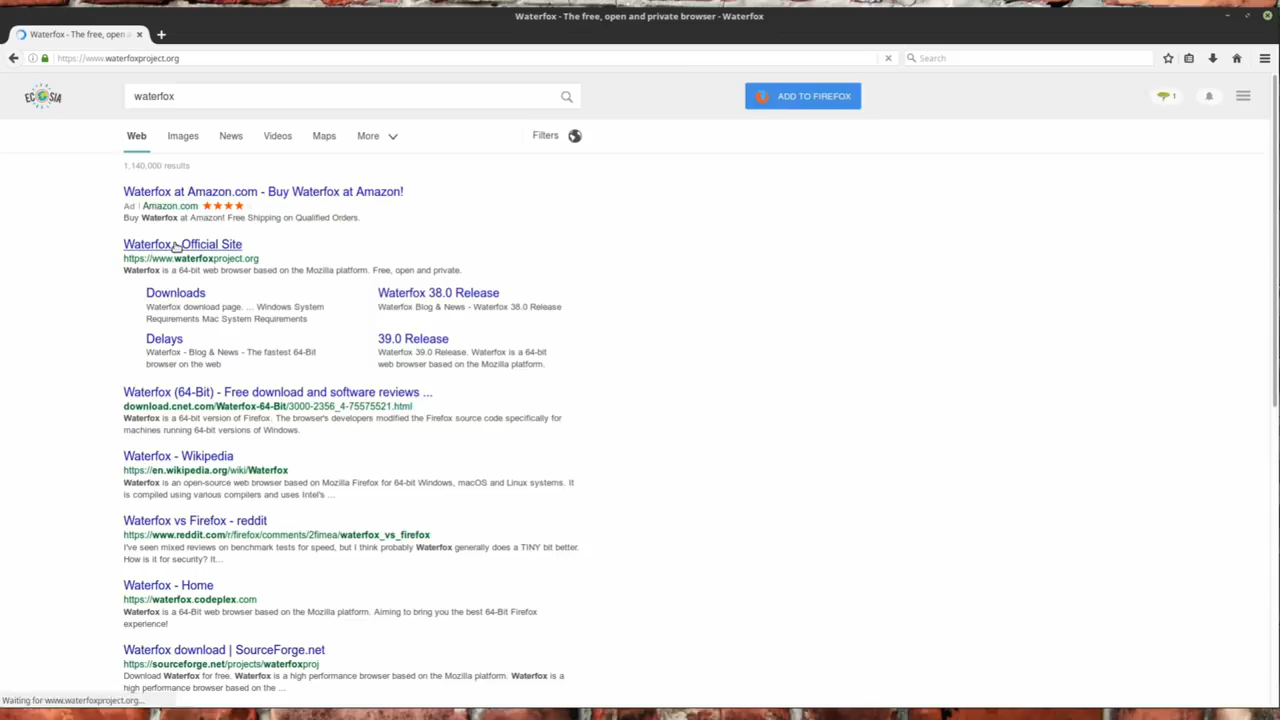 Waterfox - The free, open and private browser - Waterfox
Waterfox - The free, open a
https://www.waterfoxproject.org
Search
ECOSIA
waterfox
ADD TO FIREFOX
1
Web
Images
News
Videos
Maps
More
Filters
1,140,000 results
Waterfox at Amazon.com - Buy Waterfox at Amazon!
Ad | Amazon.com
Buy Waterfox at Amazon! Free Shipping on Qualified Orders.
Waterfox - Official Site
https://www.waterfoxproject.org
Waterfox is a 64-bit web browser based on the Mozilla platform. Free, open and private.
Downloads
Waterfox download page. ... Windows System
Requirements Mac System Requirements
Waterfox 38.0 Release
Waterfox Blog & News - Waterfox 38.0 Release
Delays
Waterfox - Blog & News - The fastest 64-Bit
browser on the web
39.0 Release
Waterfox 39.0 Release. Waterfox is a 64-bit
web browser based on the Mozilla platform.
Waterfox (64-Bit) - Free download and software reviews ...
download.cnet.com/Waterfox-64-Bit/3000-2356_4-75575521.html
Waterfox is a 64-bit version of Firefox. The browser's developers modified the Firefox source code specifically for
machines running 64-bit versions of Windows.
Waterfox - Wikipedia
https://en.wikipedia.org/wiki/Waterfox
Waterfox is an open-source web browser based on Mozilla Firefox for 64-bit Windows, macOS and Linux systems. It
is compiled using various compilers and uses Intel's ...
Waterfox vs Firefox - reddit
https://www.reddit.com/r/firefox/comments/2fimea/waterfox_vs_firefox
I've seen mixed reviews on benchmark tests for speed, but I think probably Waterfox generally does a TINY bit better.
How is it for security? It...
Waterfox - Home
https://waterfox.codeplex.com
Waterfox is a 64-Bit web browser based on the Mozilla platform. Aiming to bring you the best 64-Bit Firefox
experience!
Waterfox download | SourceForge.net
https://sourceforge.net/projects/waterfoxproj
Download Waterfox for free. Waterfox is a high performance browser based on the Mozilla platform. Waterfox is a
high performance browser based on the ...
Waiting for www.waterfoxproject.org...